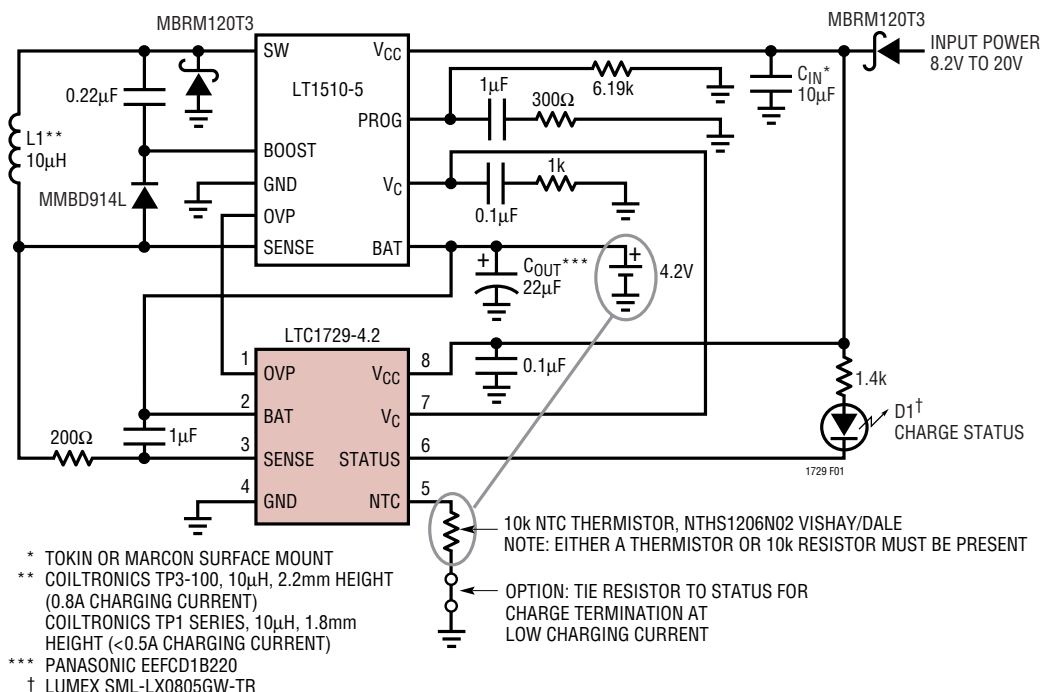 MBRM120T3
MBRM120T3
INPUT POWER
8.2V TO 20V
SW
VCC
LT1510-5
CIN*
10µF
6.19k
1µF
300Ω
0.22µF
PROG
L1**
10µH
BOOST
1k
MMBD914L
GND
VC
0.1µF
OVP
SENSE
BAT
+
COUT***
22µF
+
4.2V
LTC1729-4.2
1
OVP
VCC
8
0.1µF
1.4k
2
BAT
VC
7
D1†
CHARGE STATUS
1µF
200Ω
3
SENSE
STATUS
6
1729 F01
4
GND
NTC
5
10k NTC THERMISTOR, NTHS1206N02 VISHAY/DALE
NOTE: EITHER A THERMISTOR OR 10k RESISTOR MUST BE PRESENT
OPTION: TIE RESISTOR TO STATUS FOR
CHARGE TERMINATION AT
LOW CHARGING CURRENT
* TOKIN OR MARCON SURFACE MOUNT
** COILTRONICS TP3-100, 10µH, 2.2mm HEIGHT
(0.8A CHARGING CURRENT)
COILTRONICS TP1 SERIES, 10µH, 1.8mm
HEIGHT (<0.5A CHARGING CURRENT)
*** PANASONIC EEFCD1B220
† LUMEX SML-LX0805GW-TR